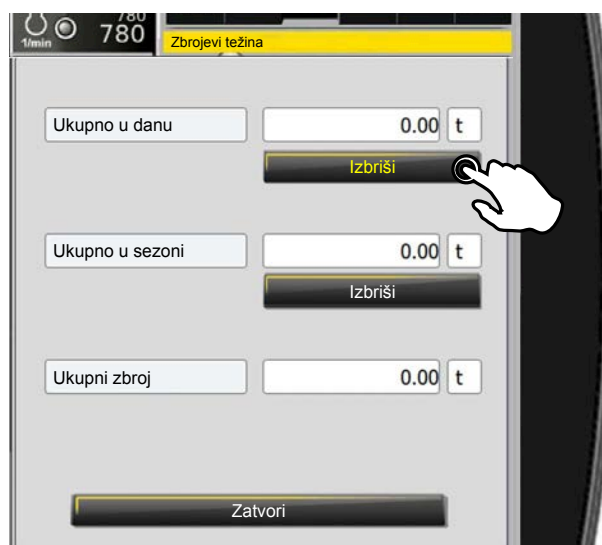 780
1/min 780
Zbrojevi težina
Ukupno u danu 0.00 t
Izbriši
Ukupno u sezoni 0.00 t
Izbriši
Ukupni zbroj 0.00 t
Zatvori